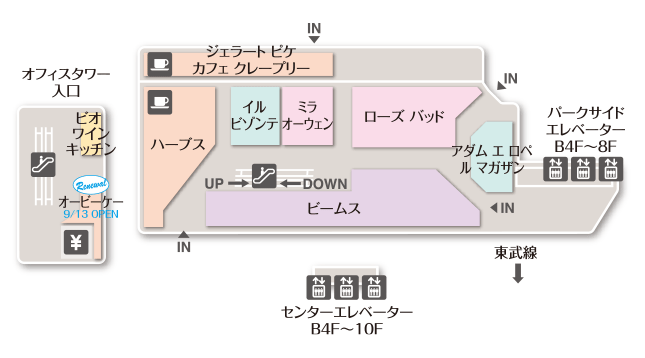 IN
ジェラート ピケ
カフェ クレープリー
オフィスタワー
入口
IN
ビオ
ワイン
キッチン
ハーブス
イル
ビゾンテ
ミラ
オーウェン
ローズ バッド
パークサイド
エレベーター
B4F～8F
アダム エ ロペ
ル マガザン
Renewal
オービーケー
9/13 OPEN
UP
DOWN
ビームス
IN
¥
IN
東武線
センターエレベーター
B4F～10F